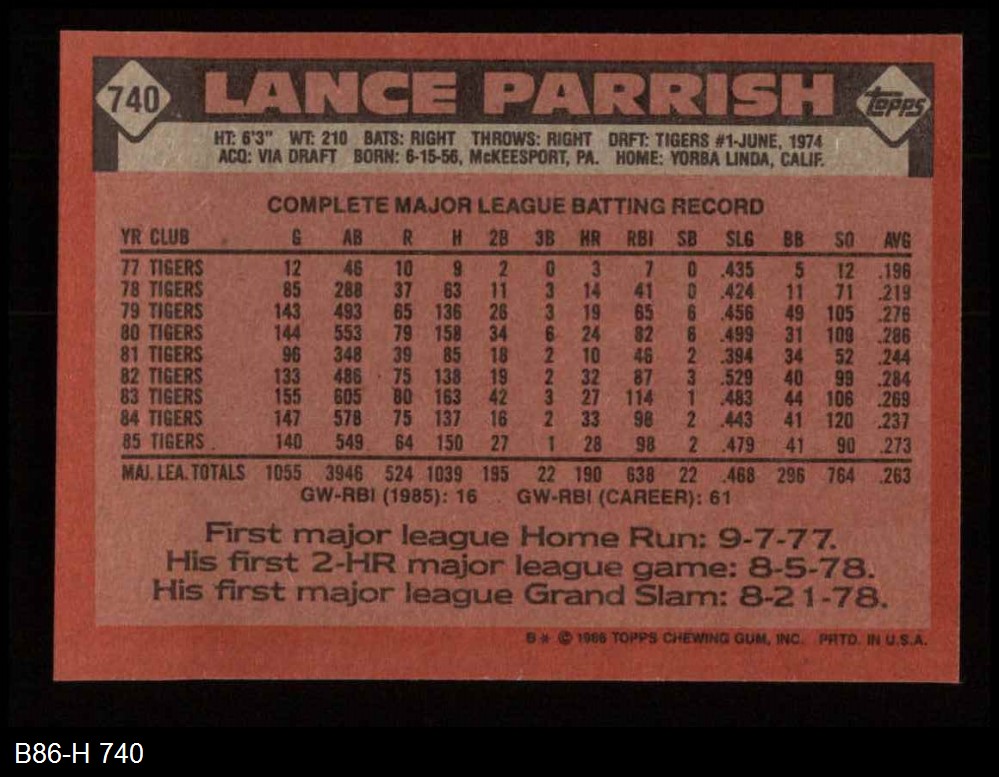 740 LANCE PARRISH Topps
HT: 6'3" WT: 210 BATS: RIGHT THROWS: RIGHT DRFT: TIGERS #1-JUNE, 1974
ACQ: VIA DRAFT BORN: 6-15-56, McKEESPORT, PA. HOME: YORBA LINDA, CALIF.
COMPLETE MAJOR LEAGUE BATTING RECORD
YR CLUB G AB R H 2B 3B HR RBI SB SLG BB SO AVG
77 TIGERS 12 46 10 9 2 0 3 7 0 .435 5 12 .196
78 TIGERS 85 288 37 63 11 3 14 41 0 .424 11 71 .219
79 TIGERS 143 493 65 136 26 3 19 65 6 .456 49 105 .276
80 TIGERS 144 553 79 158 34 6 24 82 6 .499 31 109 .286
81 TIGERS 96 348 39 85 18 2 10 46 2 .394 34 52 .244
82 TIGERS 133 486 75 138 19 2 32 87 3 .529 40 99 .284
83 TIGERS 155 605 80 163 42 3 27 114 1 .483 44 106 .269
84 TIGERS 147 578 75 137 16 2 33 98 2 .443 41 120 .237
85 TIGERS 140 549 64 150 27 1 28 98 2 .479 41 90 .273
MAJ. LEA. TOTALS 1055 3946 524 1039 195 22 190 638 22 .468 296 764 .263
GW-RBI (1985): 16 GW-RBI (CAREER): 61
First major league Home Run: 9-7-77.
His first 2-HR major league game: 8-5-78.
His first major league Grand Slam: 8-21-78.
B* © 1986 TOPPS CHEWING GUM, INC. PRTD. IN U.S.A.
B86-H 740